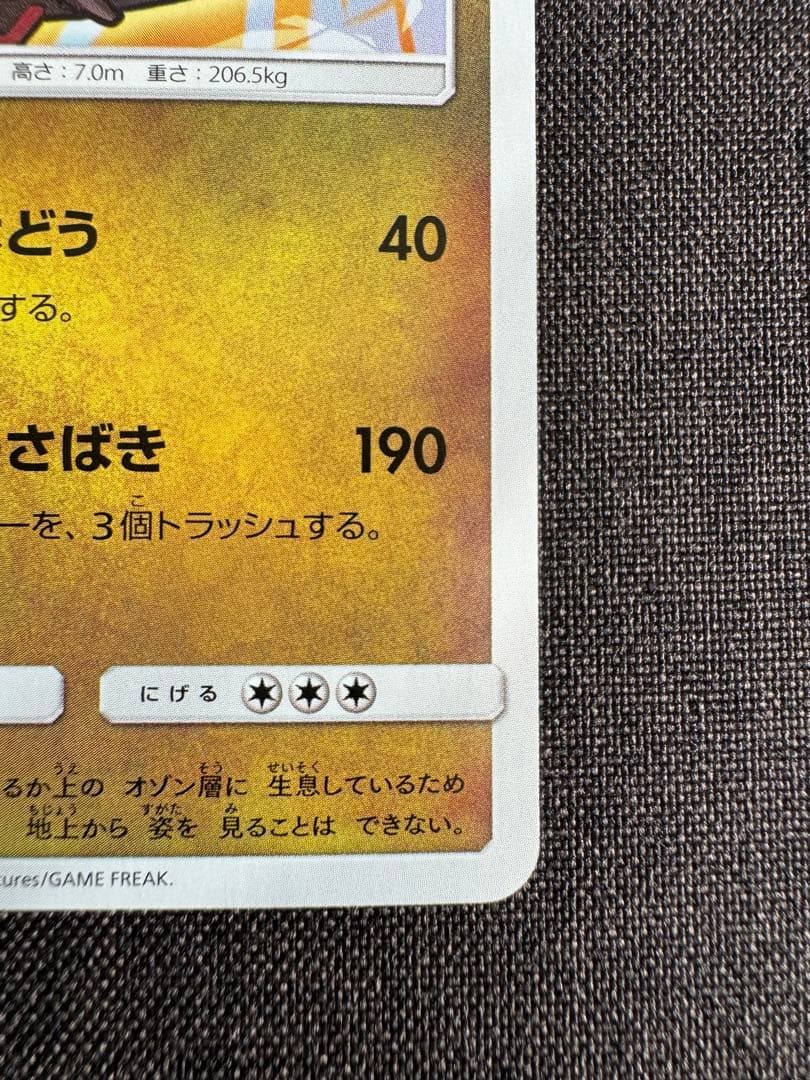 高さ：7.0m 重さ：206.5kg
どう 40
する。
さばき 190
ーを、3個トラッシュする。
にげる
るか上の オゾン層に 生息しているため
地上から 姿を 見ることは できない。
tures/GAME FREAK.